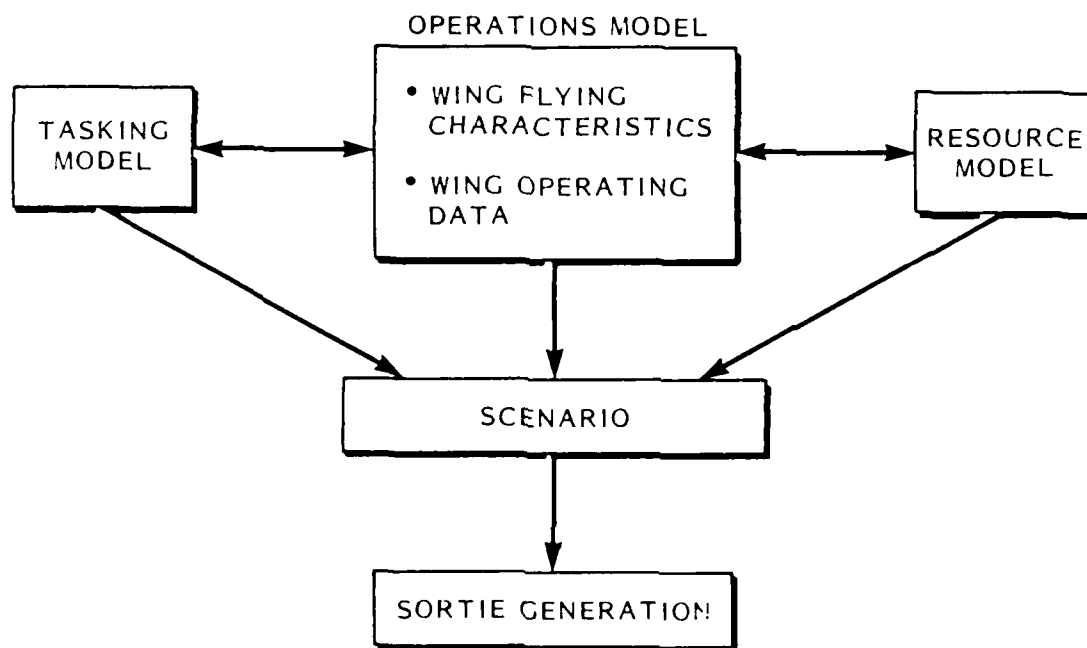 OPERATIONS MODEL
• WING FLYING
CHARACTERISTICS
• WING OPERATING
DATA
TASKING
MODEL
RESOURCE
MODEL
SCENARIO
SORTIE GENERATION